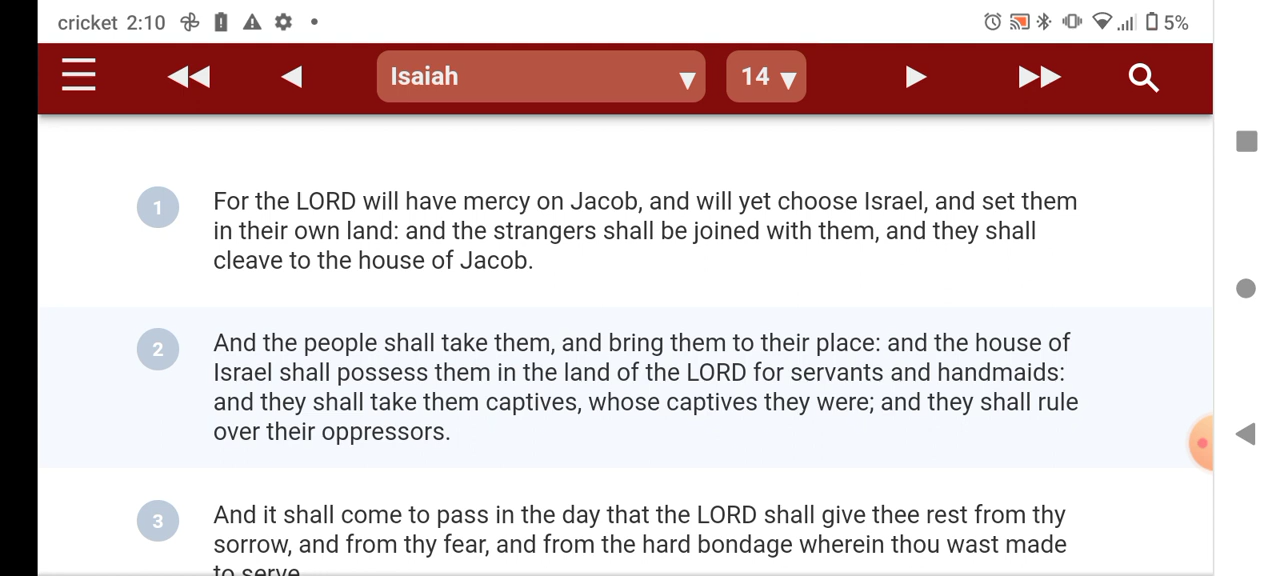 cricket 2:10 5%
Isaiah 14
1 For the LORD will have mercy on Jacob, and will yet choose Israel, and set them
in their own land: and the strangers shall be joined with them, and they shall
cleave to the house of Jacob.
2 And the people shall take them, and bring them to their place: and the house of
Israel shall possess them in the land of the LORD for servants and handmaids:
and they shall take them captives, whose captives they were; and they shall rule
over their oppressors.
3 And it shall come to pass in the day that the LORD shall give thee rest from thy
sorrow, and from thy fear, and from the hard bondage wherein thou wast made
to serve